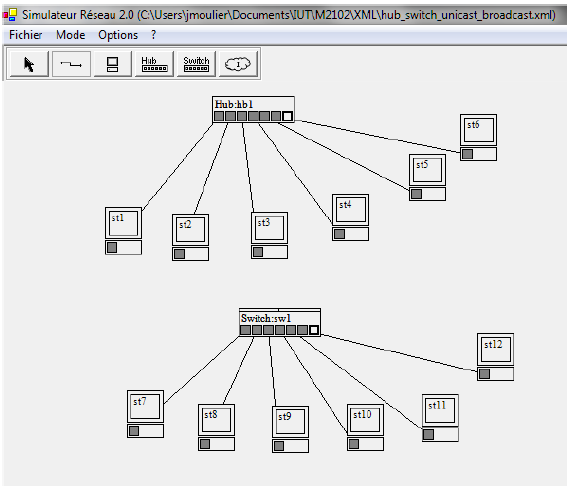 Simulateur Réseau 2.0 (C:\Users\jmoulier\Documents\IUT\M2102\XML\hub_switch_unicast_broadcast.xml)
Fichier Mode Options ?
Hub Switch
Hub:hb1
st6
st5
st4
st1
st2
st3
Switch:sw1
st12
st7
st8
st9
st10
st11